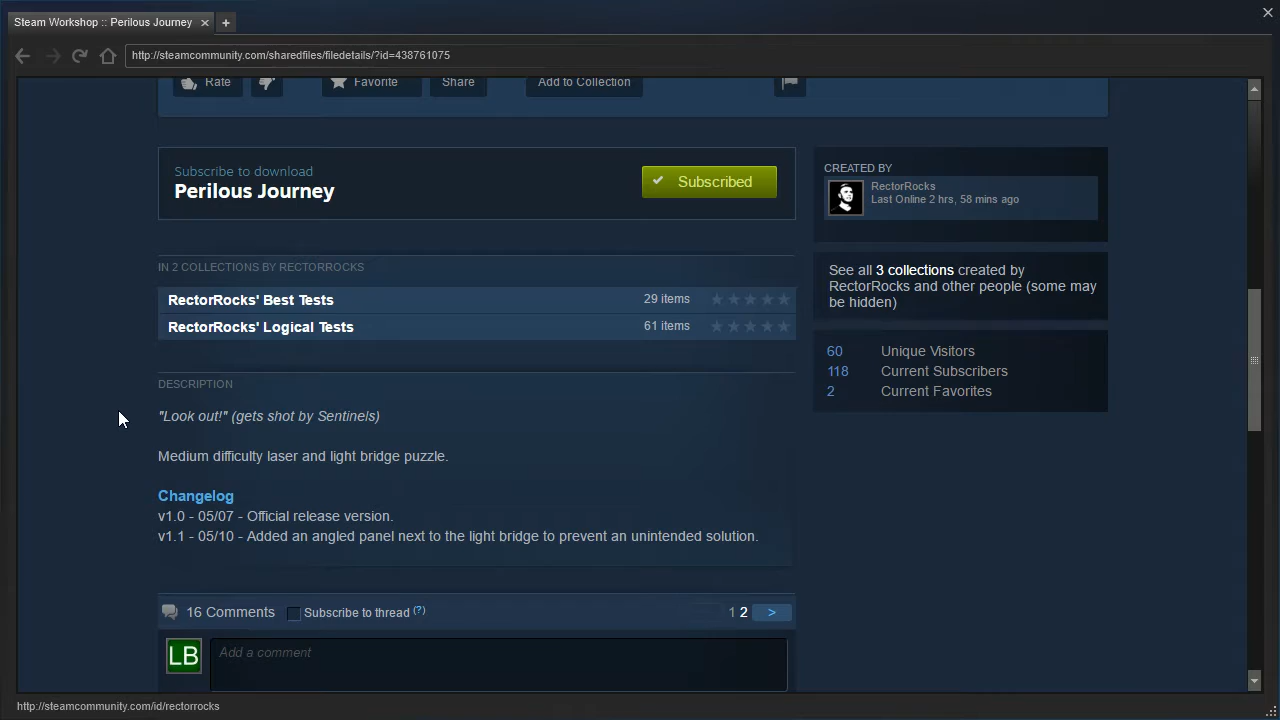 Steam Workshop :: Perilous Journey
http://steamcommunity.com/sharedfiles/filedetails/?id=438761075
Rate Favorite Share Add to Collection
Subscribe to download
Perilous Journey
Subscribed
CREATED BY
RectorRocks
Last Online 2 hrs, 58 mins ago
IN 2 COLLECTIONS BY RECTORROCKS
RectorRocks' Best Tests 29 items
RectorRocks' Logical Tests 61 items
See all 3 collections created by
RectorRocks and other people (some may
be hidden)
60 Unique Visitors
118 Current Subscribers
2 Current Favorites
DESCRIPTION
"Look out!" (gets shot by Sentinels)
Medium difficulty laser and light bridge puzzle.
Changelog
v1.0 - 05/07 - Official release version.
v1.1 - 05/10 - Added an angled panel next to the light bridge to prevent an unintended solution.
16 Comments Subscribe to thread (?) 1 2 >
LB
Add a comment
http://steamcommunity.com/id/rectorrocks